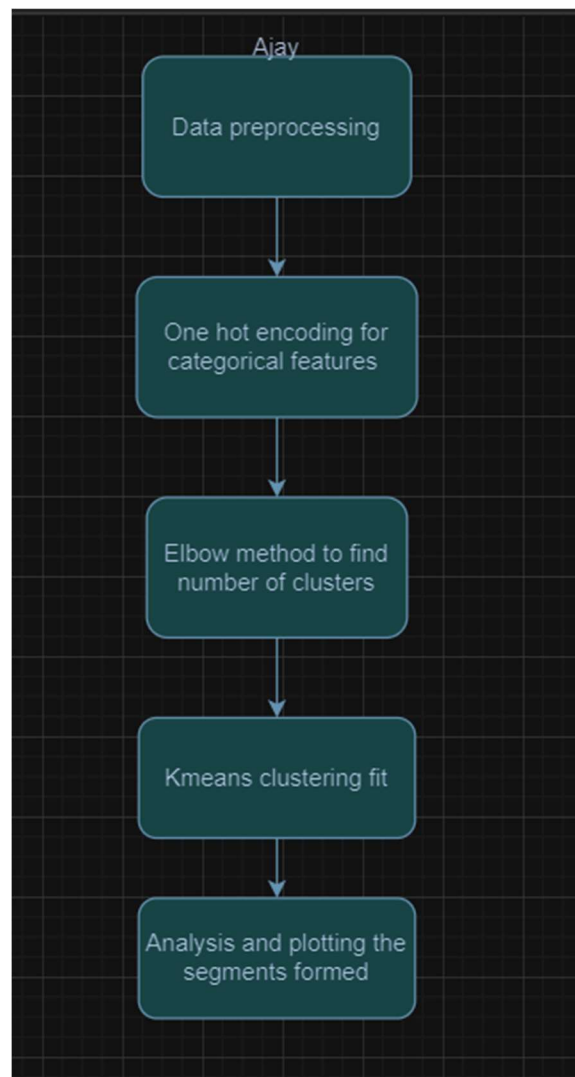 Ajay
Data preprocessing
One hot encoding for
categorical features
Elbow method to find
number of clusters
Kmeans clustering fit
Analysis and plotting the
segments formed